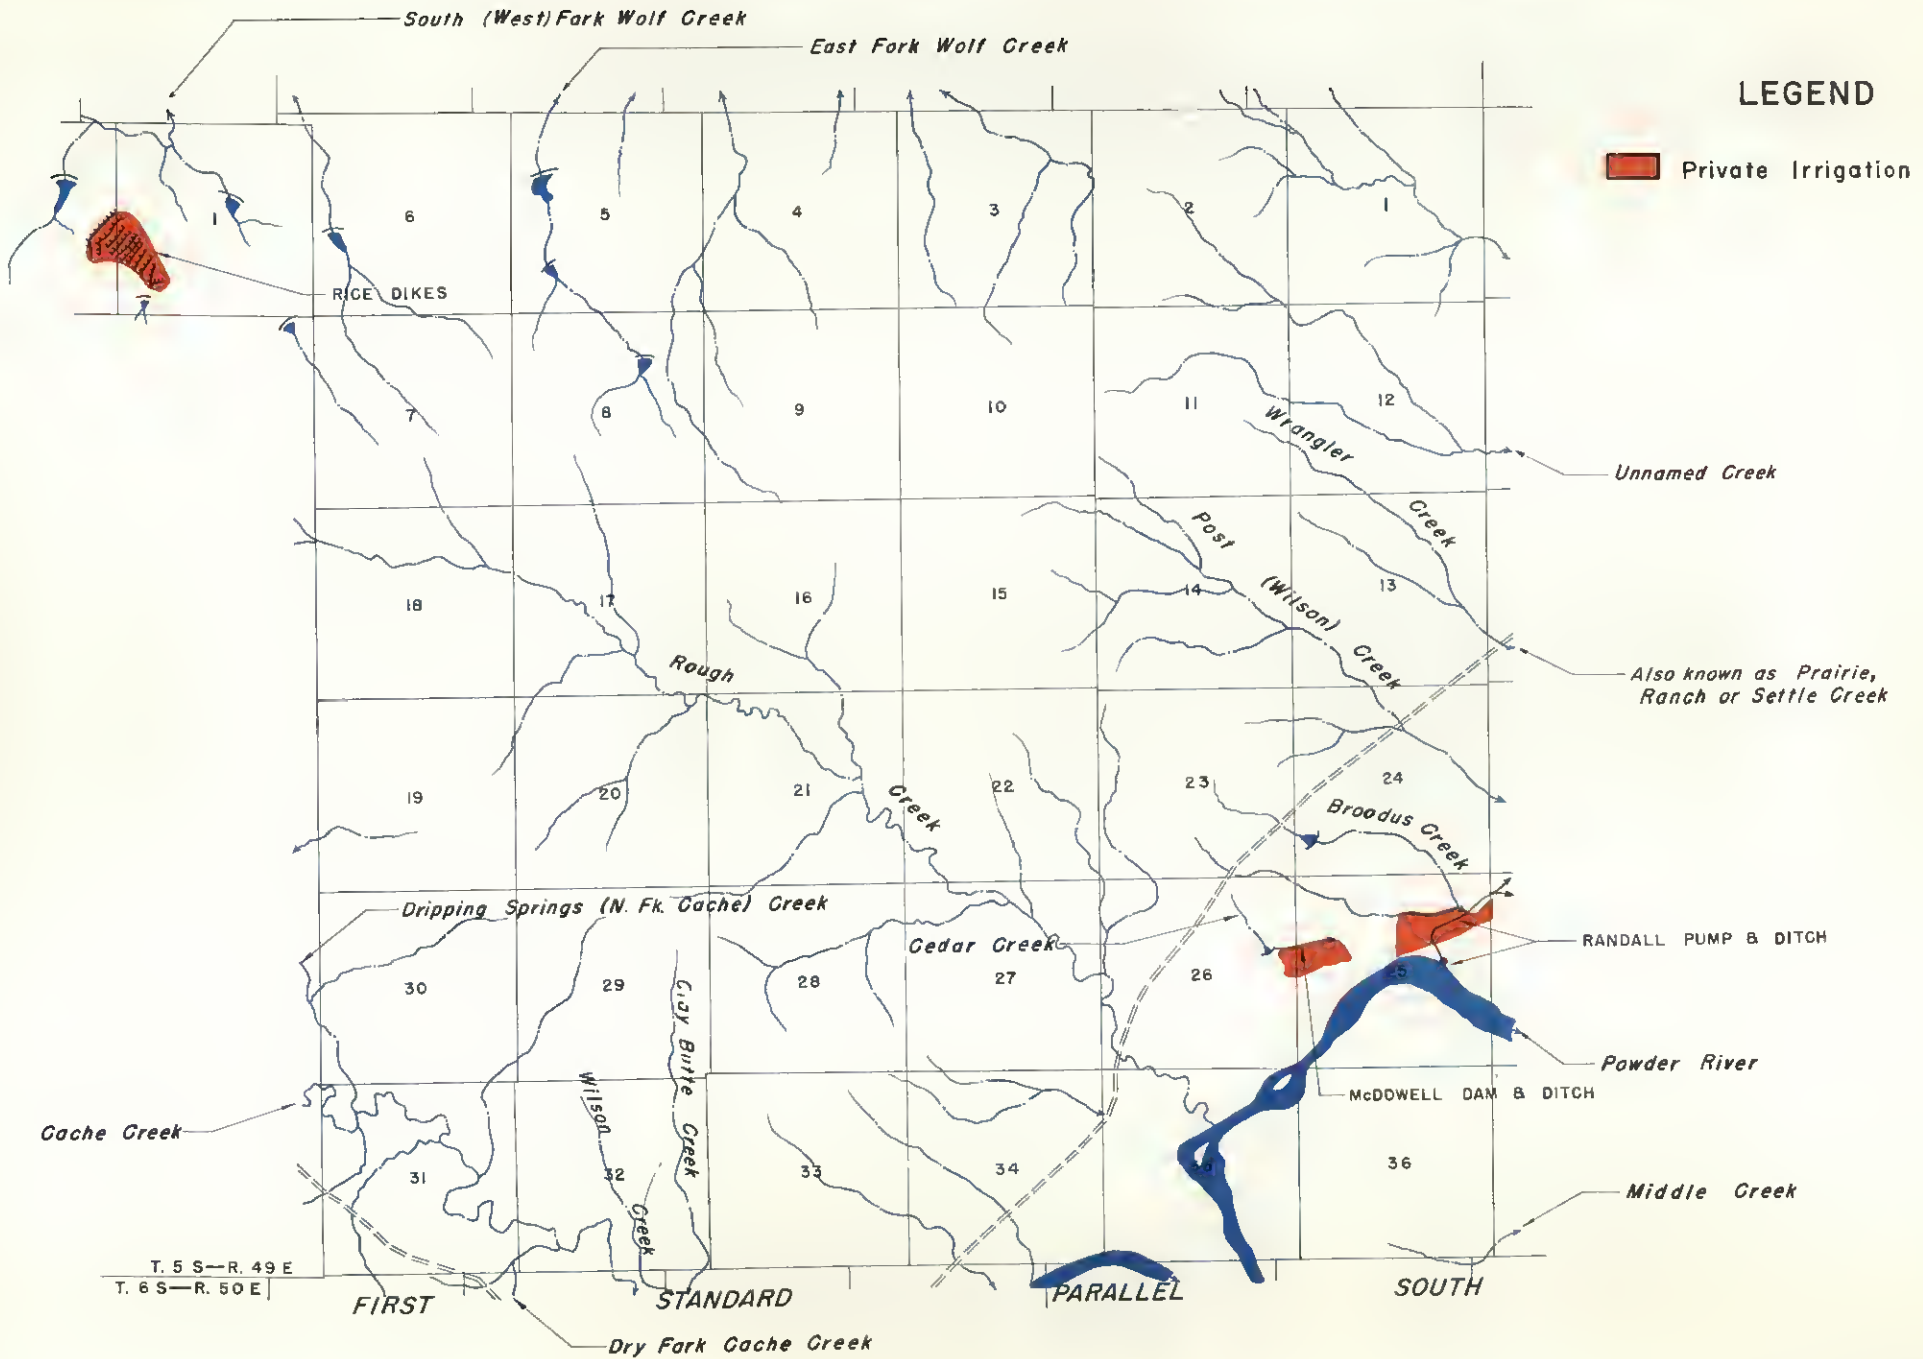 South (West) Fork Wolf Creek
East Fork Wolf Creek
LEGEND
Private Irrigation
1
6
5
4
3
2
1
RICE DIKES
7
8
9
10
11
12
Wrangler
Creek
Unnamed Creek
Post
(Wilson)
Creek
18
17
16
15
14
13
Rough
Creek
Also known as Prairie,
Ranch or Settle Creek
19
20
21
22
23
24
Broadus Creek
Dripping Springs (N. Fk. Cache) Creek
Cedar Creek
RANDALL PUMP & DITCH
30
29
28
27
26
25
Clay Butte Creek
Powder River
McDOWELL DAM & DITCH
Cache Creek
Wilson
Creek
31
32
33
34
35
36
Middle Creek
T. 5 S—R. 49 E
T. 6 S—R. 50 E
FIRST
STANDARD
PARALLEL
SOUTH
Dry Fork Cache Creek